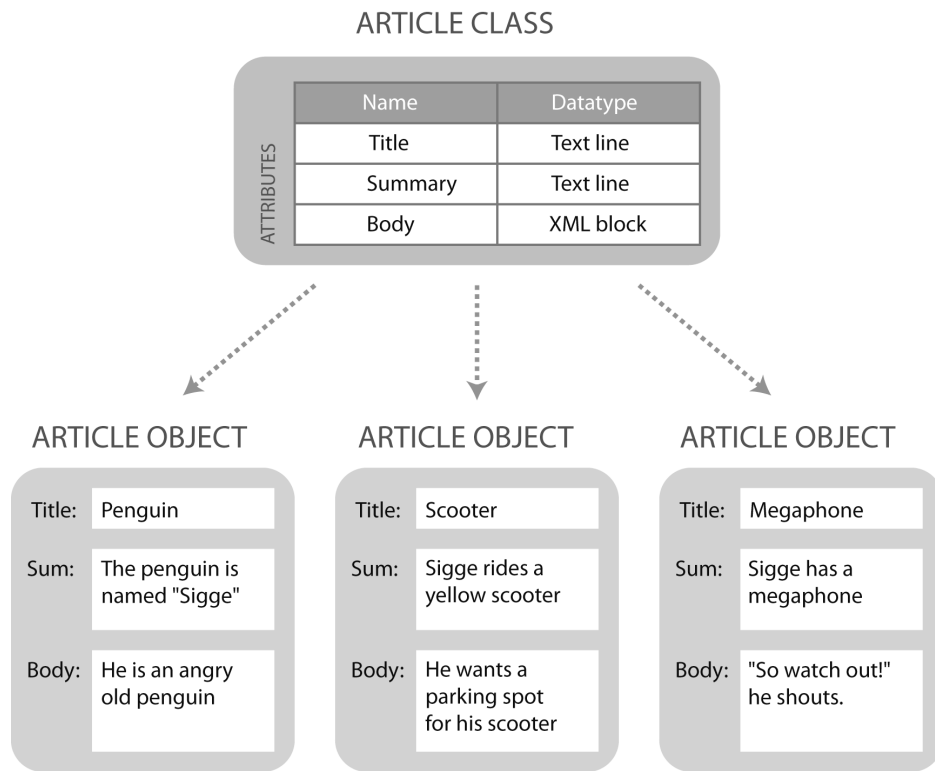 ARTICLE CLASS
ATTRIBUTES
Name Datatype
Title Text line
Summary Text line
Body XML block
ARTICLE OBJECT
Title: Penguin
Sum: The penguin is
named "Sigge"
Body: He is an angry
old penguin
ARTICLE OBJECT
Title: Scooter
Sum: Sigge rides a
yellow scooter
Body: He wants a
parking spot
for his scooter
ARTICLE OBJECT
Title: Megaphone
Sum: Sigge has a
megaphone
Body: "So watch out!"
he shouts.